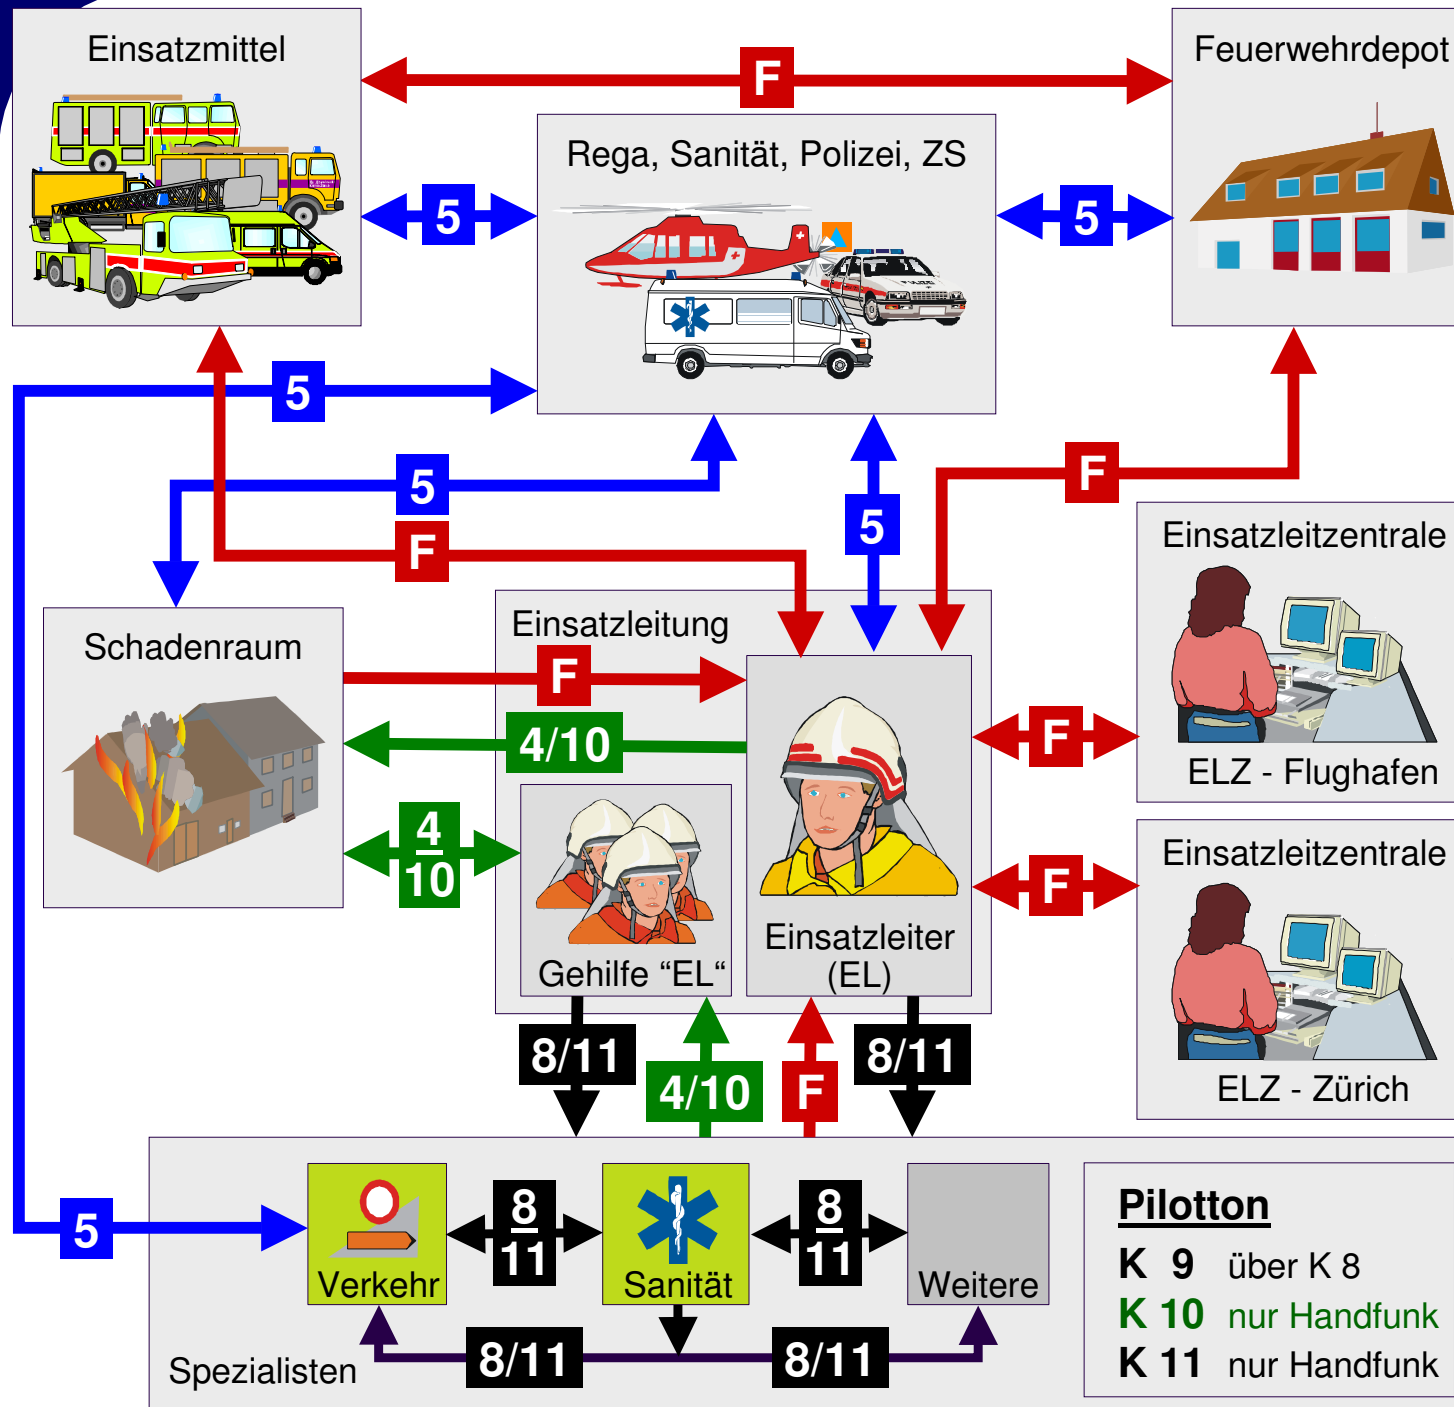 Einsatzmittel
F
Feuerwehrdepot
Rega, Sanität, Polizei, ZS
5
5
POLIZEI
5
5
F
5
F
Einsatzleitzentrale
ELZ - Flughafen
Schadenraum
Einsatzleitung
F
4/10
F
4
10
Einsatzleiter
(EL)
Gehilfe “EL“
F
Einsatzleitzentrale
ELZ - Zürich
8/11
4/10
F
8/11
5
Verkehr
8
11
Sanität
8
11
Weitere
8/11
8/11
Spezialisten
Pilotton
K 9 über K 8
K 10 nur Handfunk
K 11 nur Handfunk